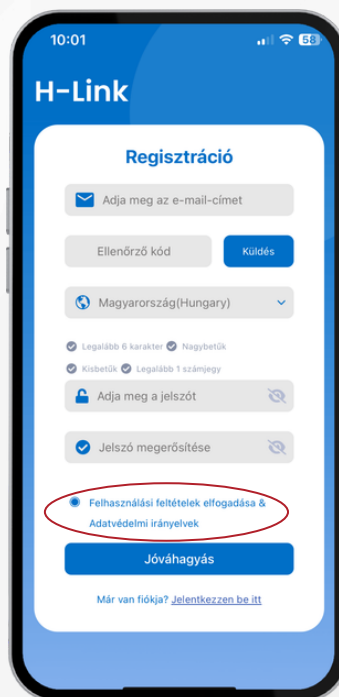 10:01
58
H-Link
Regisztráció
Adja meg az e-mail-címet
Ellenőrző kód
Küldés
Magyarország(Hungary)
Legalább 6 karakter Nagybetűk
Kisbetűk Legalább 1 számjegy
Adja meg a jelszót
Jelszó megerősítése
Felhasználási feltételek elfogadása &
Adatvédelmi irányelvek
Jóváhagyás
Már van fiókja? Jelentkezzen be itt